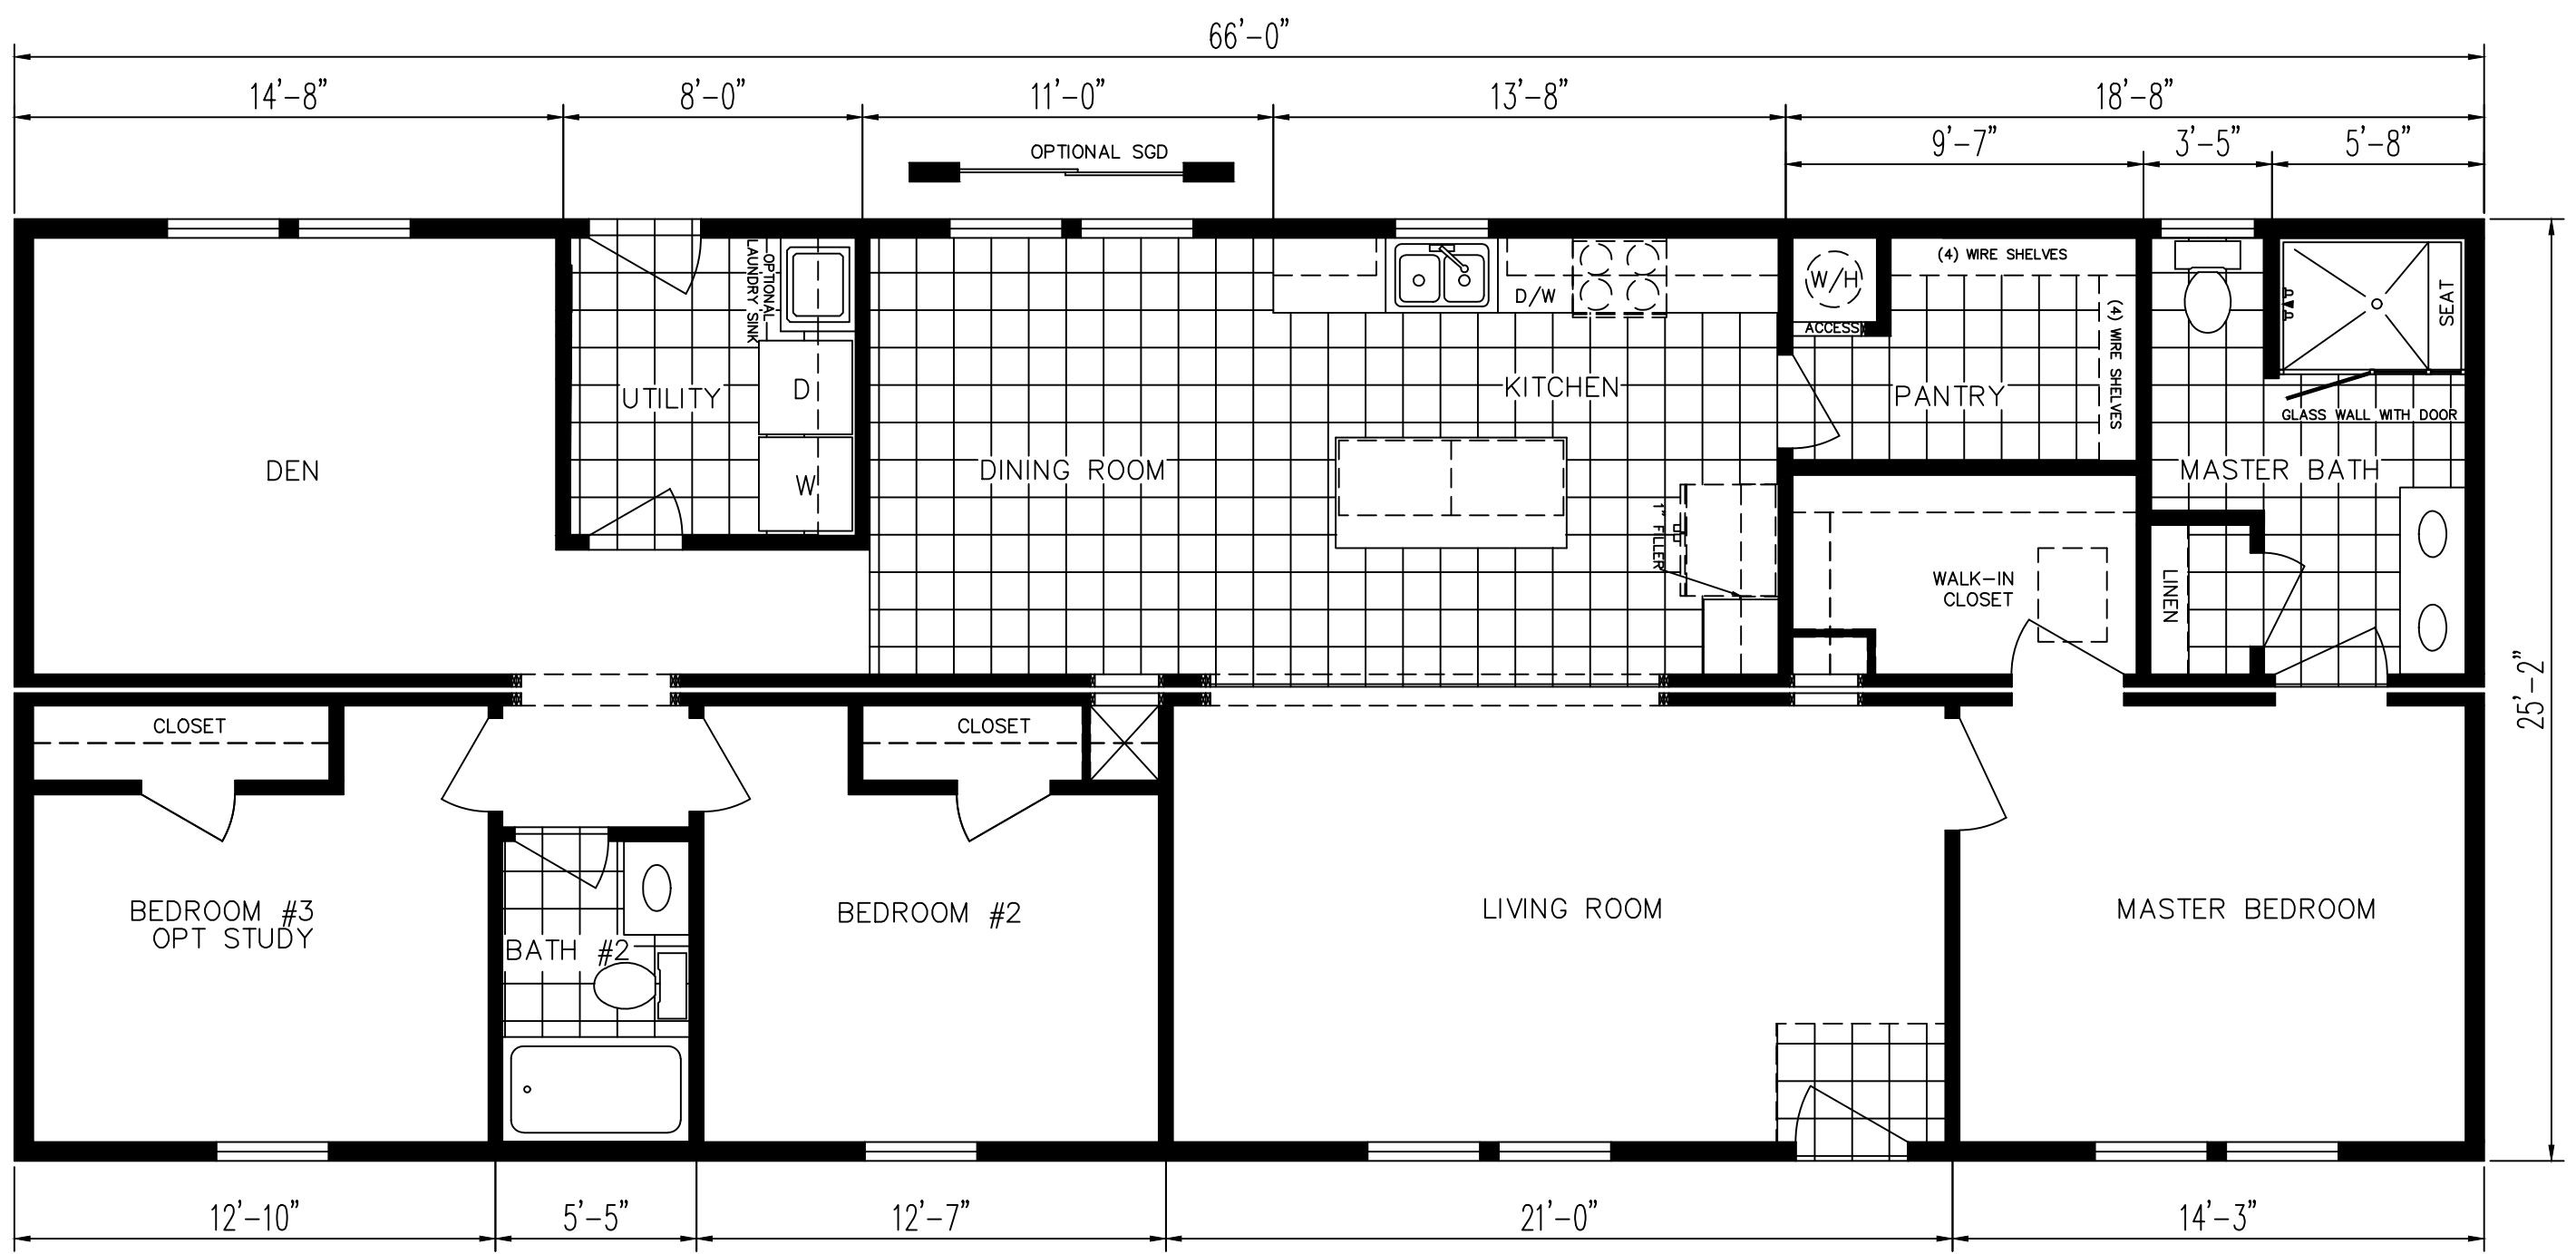 66'-0"
14'-8"
8'-0"
11'-0"
13'-8"
18'-8"
9'-7"
3'-5"
5'-8"
OPTIONAL SGD
OPTIONAL
LAUNDRY SINK
D/W
W/H
ACCESS
(4) WIRE SHELVES
(4) WIRE SHELVES
SEAT
GLASS WALL WITH DOOR
D
UTILITY
W
KITCHEN
PANTRY
DEN
DINING ROOM
MASTER BATH
1" FILLER
WALK-IN
CLOSET
LINEN
25'-2"
CLOSET
CLOSET
BEDROOM #3
OPT STUDY
BATH #2
BEDROOM #2
LIVING ROOM
MASTER BEDROOM
12'-10"
5'-5"
12'-7"
21'-0"
14'-3"